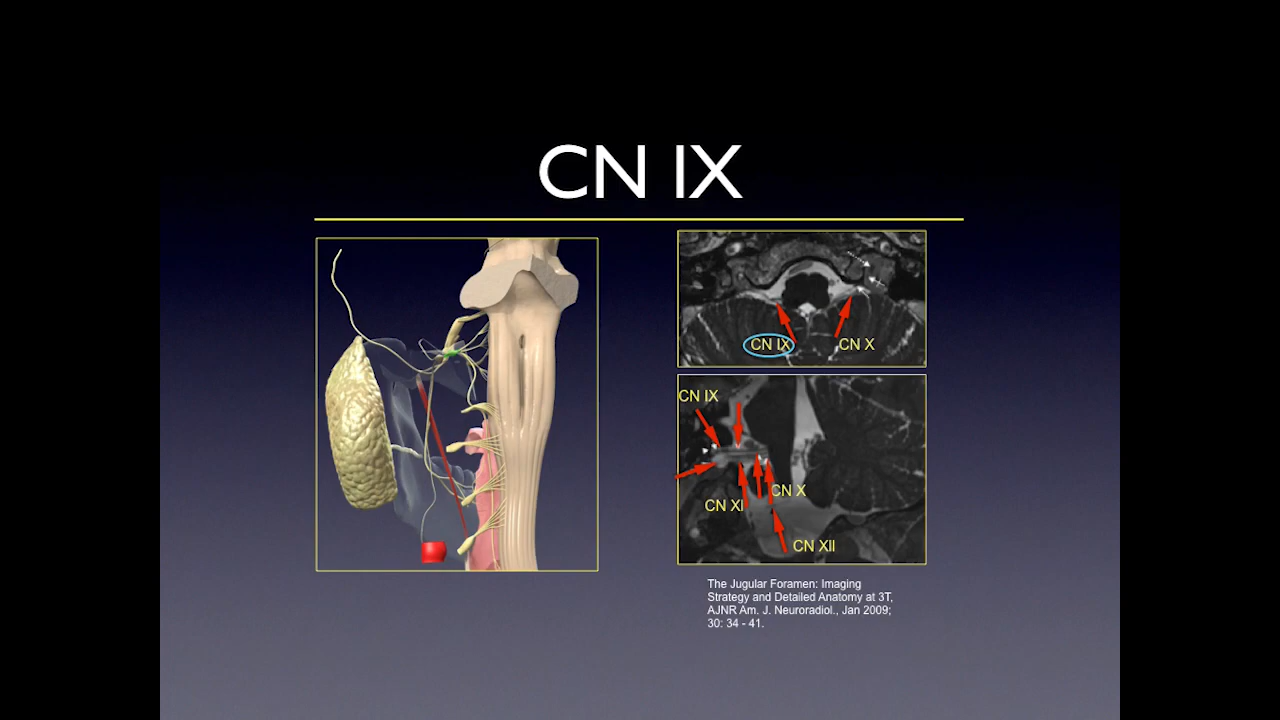 CN IX
CN IX
CN X
CN IX
CN X
CN XI
CN XII
The Jugular Foramen: Imaging
Strategy and Detailed Anatomy at 3T,
AJNR Am. J. Neuroradiol., Jan 2009;
30: 34 - 41.